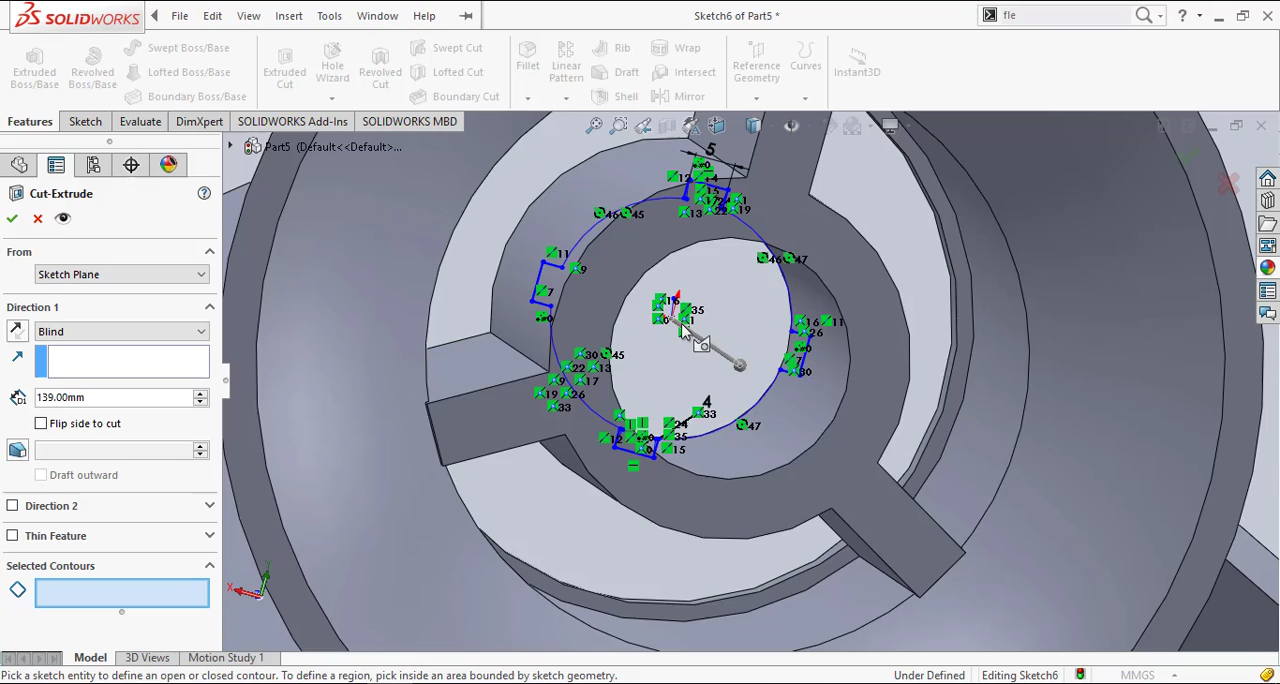 SOLIDWORKS File Edit View Insert Tools Window Help Sketch6 of Part5 * fle ?
Extruded Boss/Base
Revolved Boss/Base
Swept Boss/Base
Lofted Boss/Base
Boundary Boss/Base
Extruded Cut
Hole Wizard
Revolved Cut
Swept Cut
Lofted Cut
Boundary Cut
Fillet
Linear Pattern
Rib
Draft
Shell
Wrap
Intersect
Mirror
Reference Geometry
Curves
Instant3D
Features Sketch Evaluate DimXpert SOLIDWORKS Add-Ins SOLIDWORKS MBD
Part5 (Default<<Default>...
Cut-Extrude
From
Sketch Plane
Direction 1
Blind
139.00mm
Flip side to cut
Draft outward
Direction 2
Thin Feature
Selected Contours
5
4
X
Y
Model 3D Views Motion Study 1
Pick a sketch entity to define an open or closed contour. To define a region, pick inside an area bounded by sketch geometry. Under Defined Editing Sketch6 MMGS